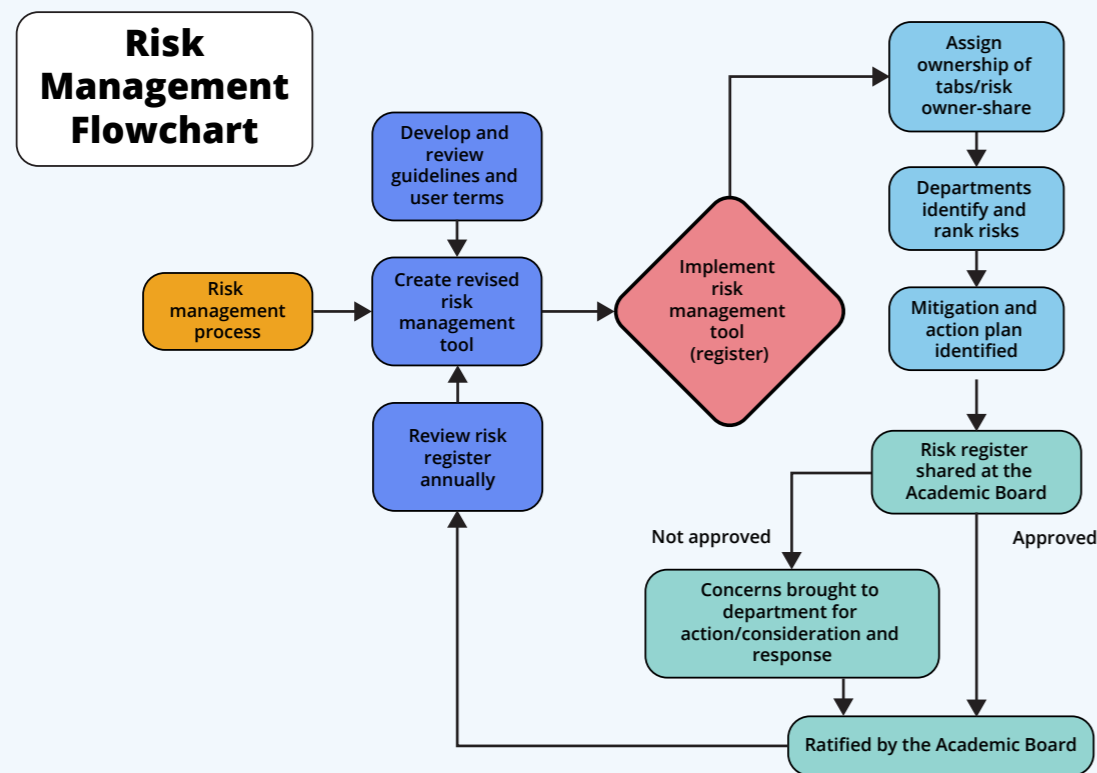 Risk
Management
Flowchart
Develop and
review
guidelines and
user terms
Risk
management
process
Create revised
risk
management
tool
Review risk
register
annually
Implement
risk
management
tool
(register)
Assign
ownership of
tabs/risk
owner-share
Departments
identify and
rank risks
Mitigation and
action plan
identified
Risk register
shared at the
Academic Board
Not approved
Approved
Concerns brought to
department for
action/consideration and
response
Ratified by the Academic Board